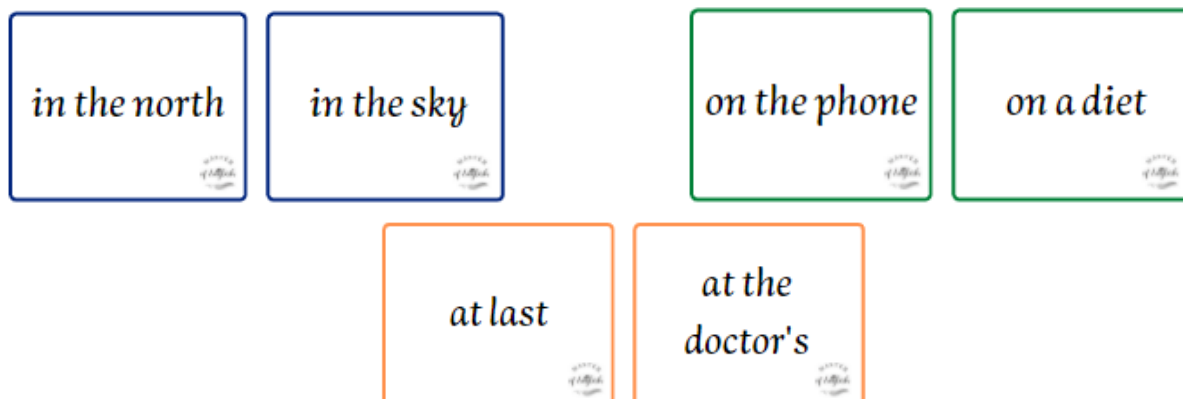 in the north
in the sky
on the phone
on a diet
at last
at the
doctor's